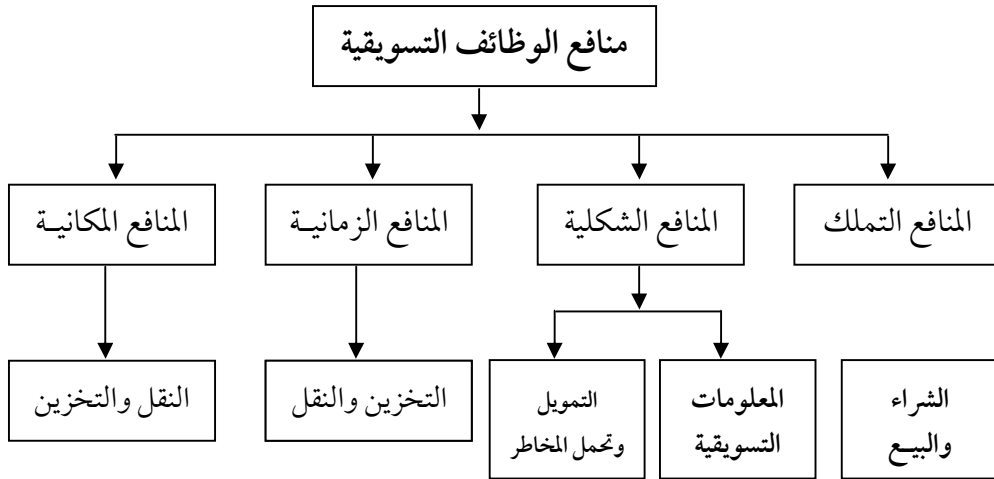 منافع الوظائف التسويقية
المنافع التملك
المنافع الشكلية
المنافع الزمانيـة
المنافع المكانيـة
الشراء
والبيـع
المعلومات
التسويقية
التمويل
وتحمل المخاطر
التخزين والنقل
النقل والتخزين